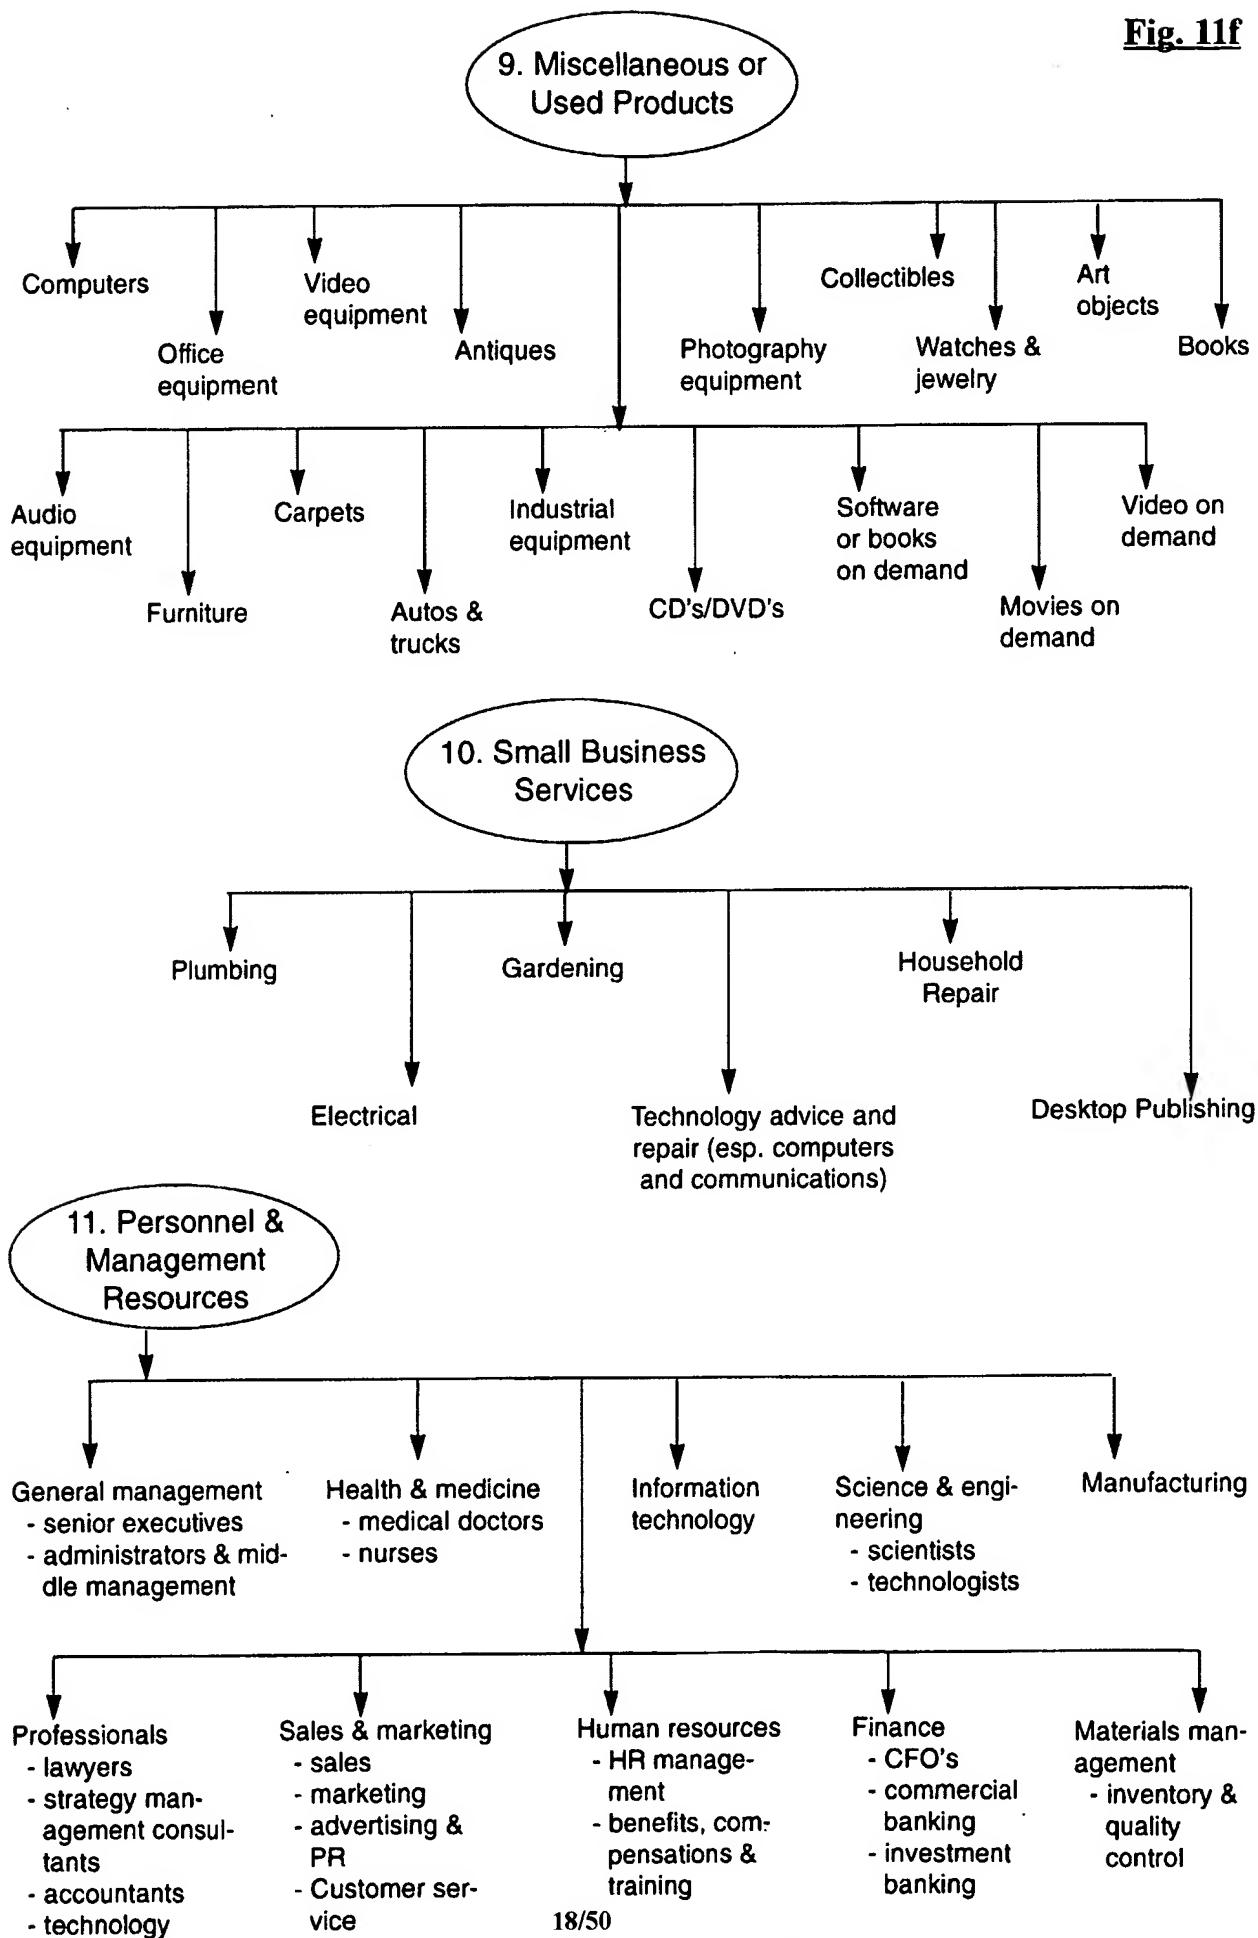 Fig. 11f
9. Miscellaneous or
Used Products
Computers
Office
equipment
Video
equipment
Antiques
Photography
equipment
Collectibles
Watches &
jewelry
Art
objects
Books
Audio
equipment
Furniture
Carpets
Autos &
trucks
Industrial
equipment
CD's/DVD's
Software
or books
on demand
Movies on
demand
Video on
demand
10. Small Business
Services
Plumbing
Electrical
Gardening
Technology advice and
repair (esp. computers
and communications)
Household
Repair
Desktop Publishing
11. Personnel &
Management
Resources
General management
- senior executives
- administrators & mid-
dle management
Health & medicine
- medical doctors
- nurses
Information
technology
Science & engi-
neering
- scientists
- technologists
Manufacturing
Professionals
- lawyers
- strategy man-
agement consul-
tants
- accountants
- technology
Sales & marketing
- sales
- marketing
- advertising &
PR
- Customer ser-
vice
Human resources
- HR manage-
ment
- benefits, com-
pensations &
training
Finance
- CFO's
- commercial
banking
- investment
banking
Materials man-
agement
- inventory &
quality
control
18/50